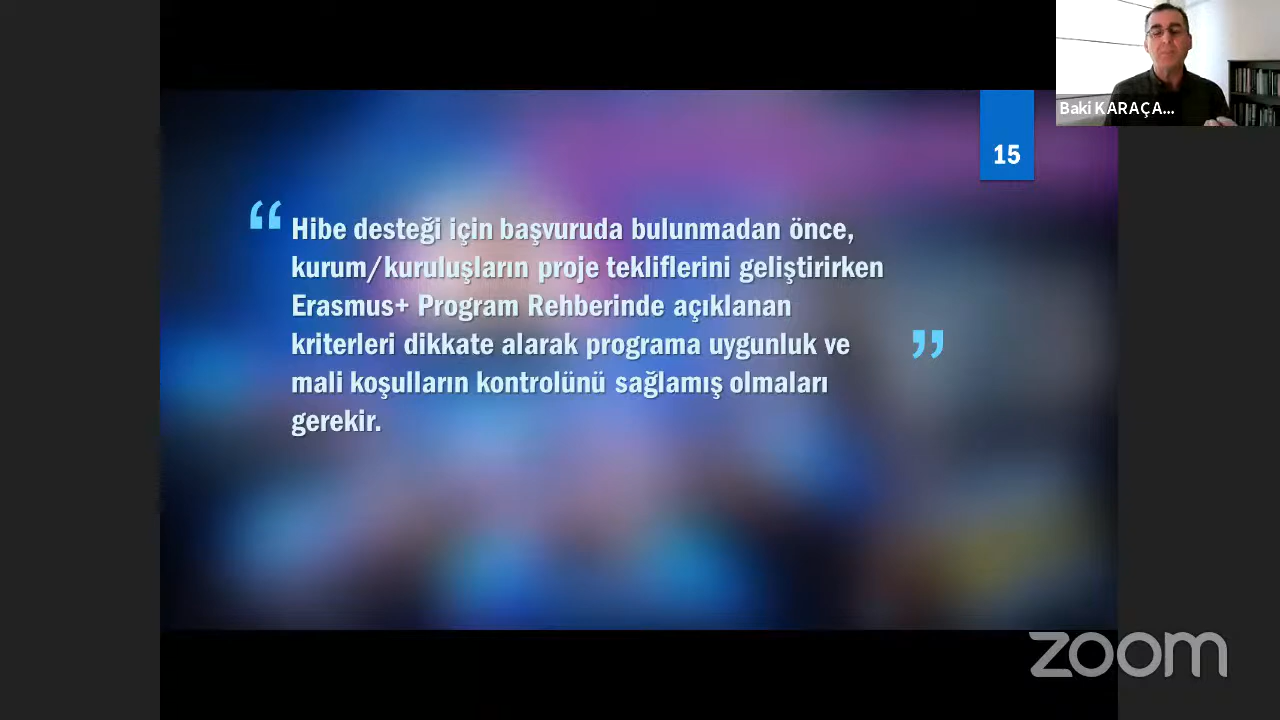 Baki KARAÇA...
15
“ Hibe desteği için başvuruda bulunmadan önce,
kurum/kuruluşların proje tekliflerini geliştirirken
Erasmus+ Program Rehberinde açıklanan
kriterleri dikkate alarak programa uygunluk ve
mali koşulların kontrolünü sağlamış olmaları
gerekir. ”
zoom